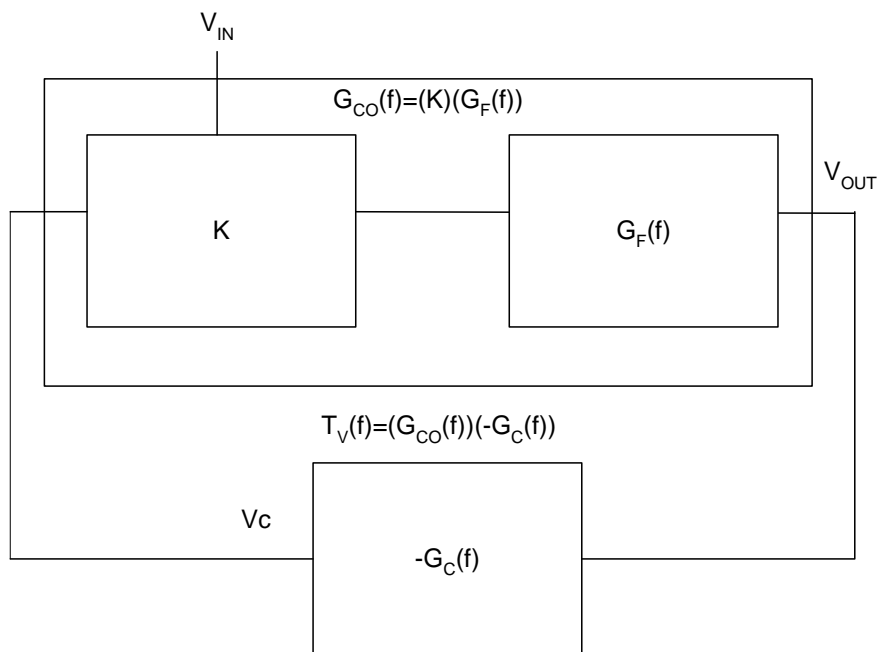 V_IN
G_CO(f)=(K)(G_F(f))
V_OUT
K
G_F(f)
T_V(f)=(G_CO(f))(-G_C(f))
Vc
-G_C(f)